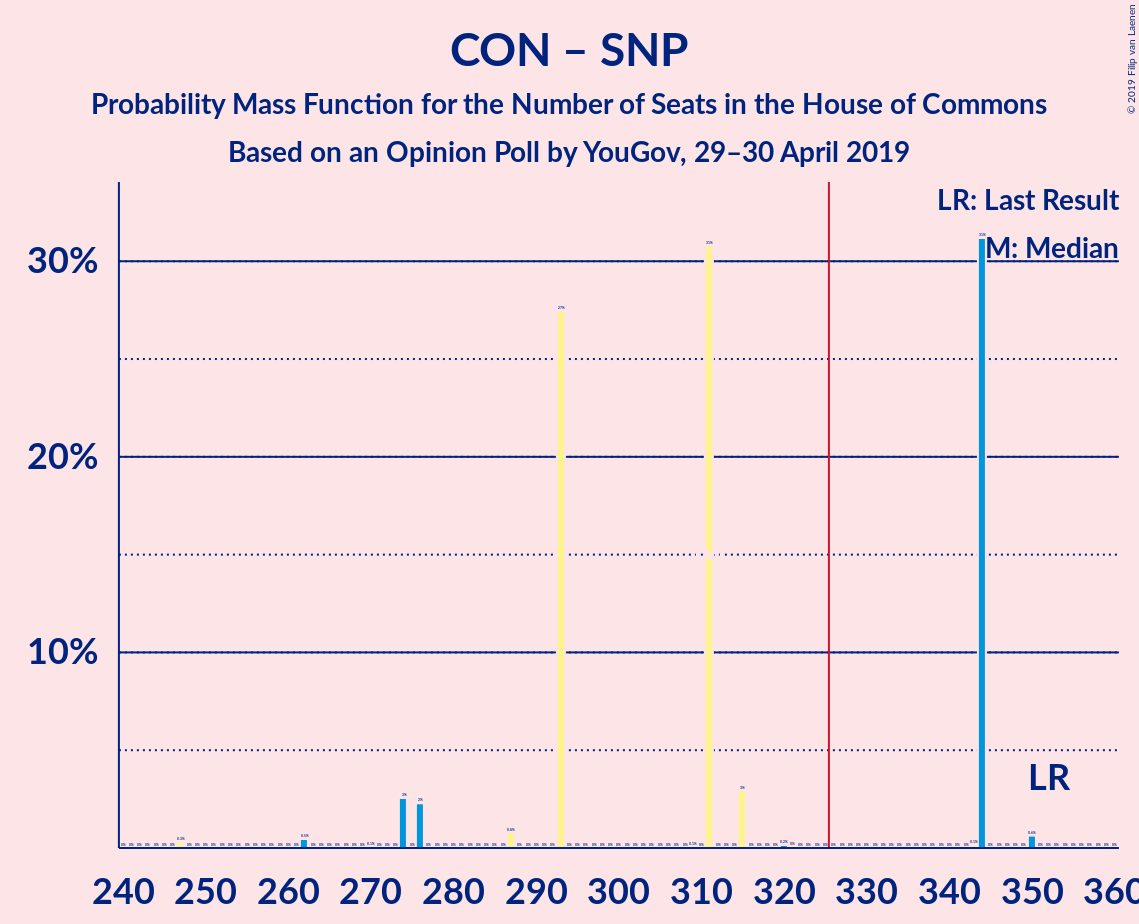 CON – SNP
Probability Mass Function for the Number of Seats in the House of Commons
Based on an Opinion Poll by YouGov, 29–30 April 2019
© 2019 Filip van Laenen
LR: Last Result
M: Median
30%
20%
10%
LR
240 250 260 270 280 290 300 310 320 330 340 350 360